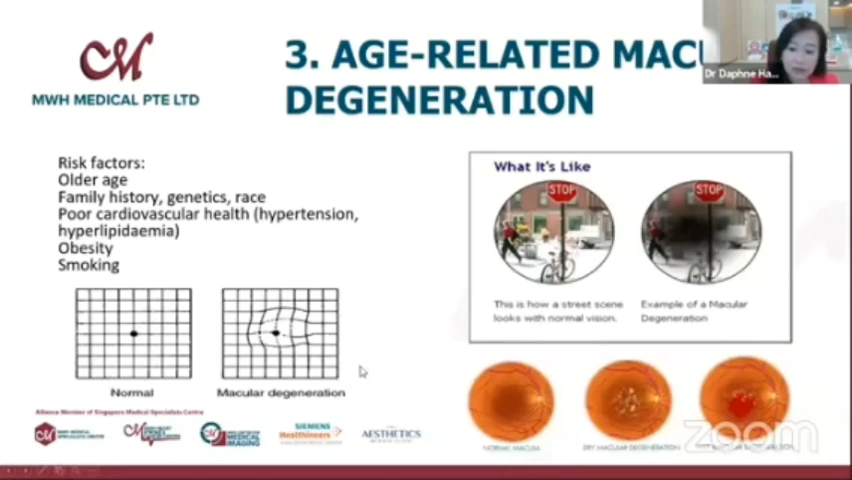 MWH MEDICAL PTE LTD
3. AGE-RELATED MACU
DEGENERATION
Dr Daphne Ha...
Risk factors:
Older age
Family history, genetics, race
Poor cardiovascular health (hypertension,
hyperlipidaemia)
Obesity
Smoking
Normal
Macular degeneration
What It's Like
STOP
STOP
This is how a street scene
looks with normal vision.
Example of a Macular
Degeneration
NORMAL MACULA
DRY MACULAR DEGENERATION
zoom
Alliance Member of Singapore Medical Specialists Centre
MEDICAL
IMAGING
SIEMENS
Healthineers
AESTHETICS